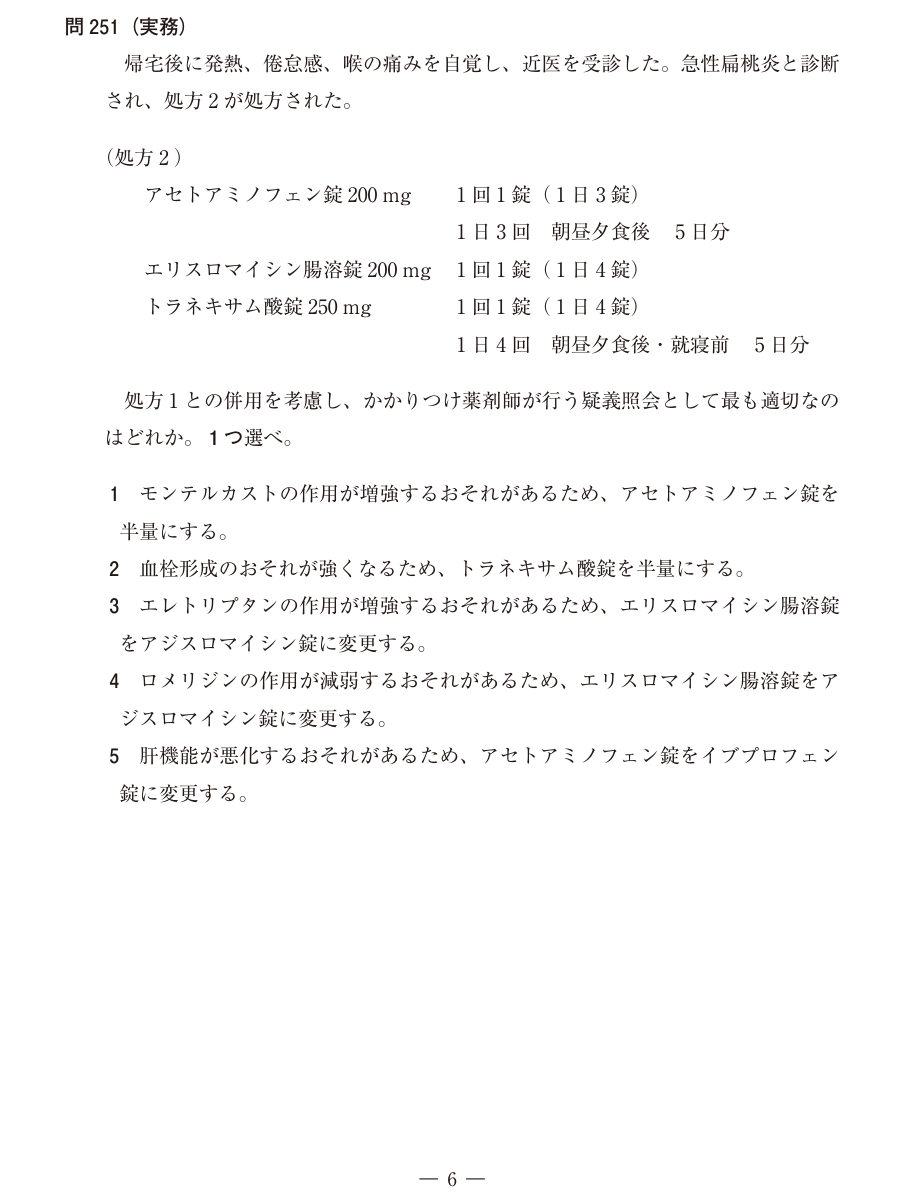 問 251（実務）
帰宅後に発熱、倦怠感、喉の痛みを自覚し、近医を受診した。急性扁桃炎と診断
され、処方２が処方された。
（処方２）
アセトアミノフェン錠 200 mg　１回１錠（１日３錠）
１日３回　朝昼夕食後　５日分
エリスロマイシン腸溶錠 200 mg　１回１錠（１日４錠）
トラネキサム酸錠 250 mg　１回１錠（１日４錠）
１日４回　朝昼夕食後・就寝前　５日分
処方１との併用を考慮し、かかりつけ薬剤師が行う疑義照会として最も適切なの
はどれか。１つ選べ。
1　モンテルカストの作用が増強するおそれがあるため、アセトアミノフェン錠を
半量にする。
2　血栓形成のおそれが強くなるため、トラネキサム酸錠を半量にする。
3　エレトリプタンの作用が増強するおそれがあるため、エリスロマイシン腸溶錠
をアジスロマイシン錠に変更する。
4　ロメリジンの作用が減弱するおそれがあるため、エリスロマイシン腸溶錠をア
ジスロマイシン錠に変更する。
5　肝機能が悪化するおそれがあるため、アセトアミノフェン錠をイブプロフェン
錠に変更する。
― 6 ―